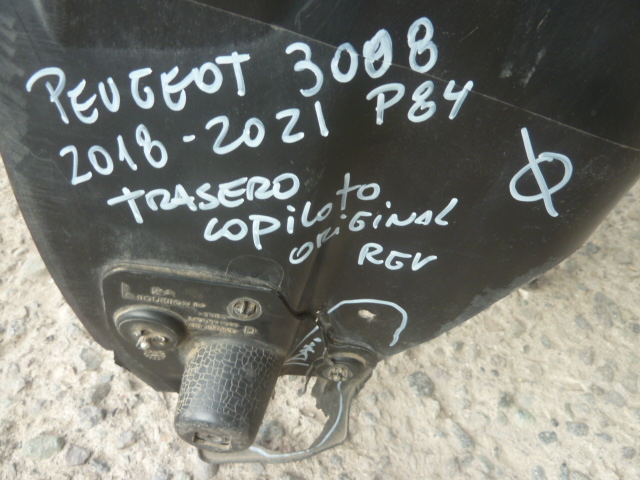 PEUGEOT 3008
2018-2021 P84
TRASERO
COPILOTO
ORIGINAL
REV